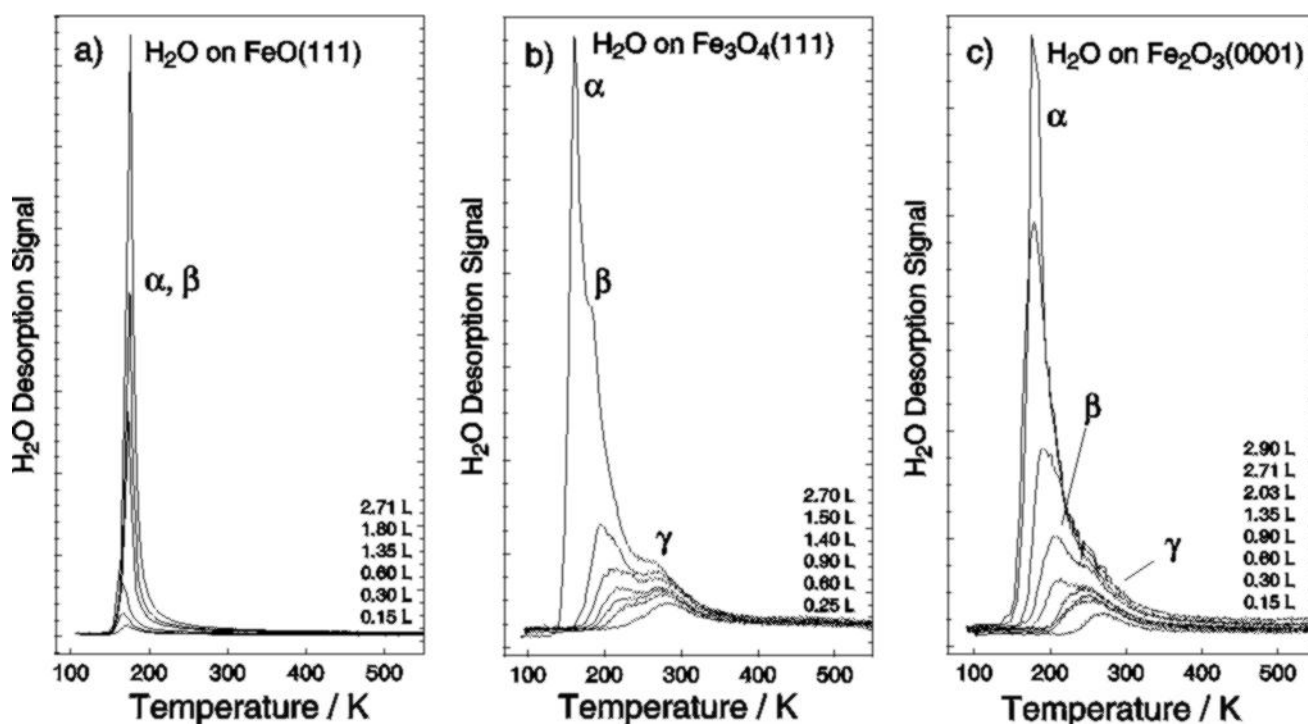 a) H₂O on FeO(111)
α, β
2.71 L
1.80 L
1.35 L
0.60 L
0.30 L
0.15 L
H₂O Desorption Signal
100 200 300 400 500
Temperature / K
b) H₂O on Fe₃O₄(111)
α
β
γ
2.70 L
1.50 L
1.40 L
0.90 L
0.60 L
0.25 L
H₂O Desorption Signal
100 200 300 400 500
Temperature / K
c) H₂O on Fe₂O₃(0001)
α
β
γ
2.90 L
2.71 L
2.03 L
1.35 L
0.90 L
0.60 L
0.30 L
0.15 L
H₂O Desorption Signal
100 200 300 400 500
Temperature / K